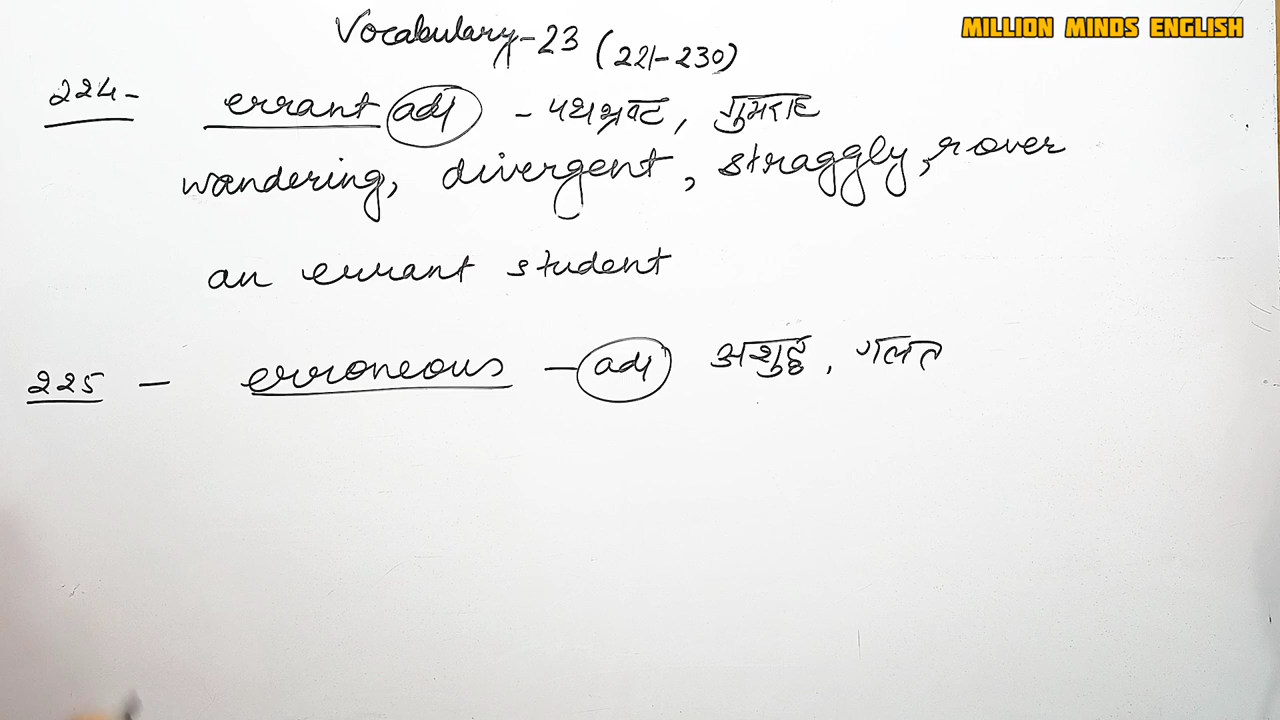 MILLION MINDS ENGLISH
Vocabulary-23 (221-230)
224- errant adj - पथभ्रष्ट, गुमराह
wandering, divergent, straggly, rover
an errant student
225 - erroneous - adj अशुद्ध, गलत